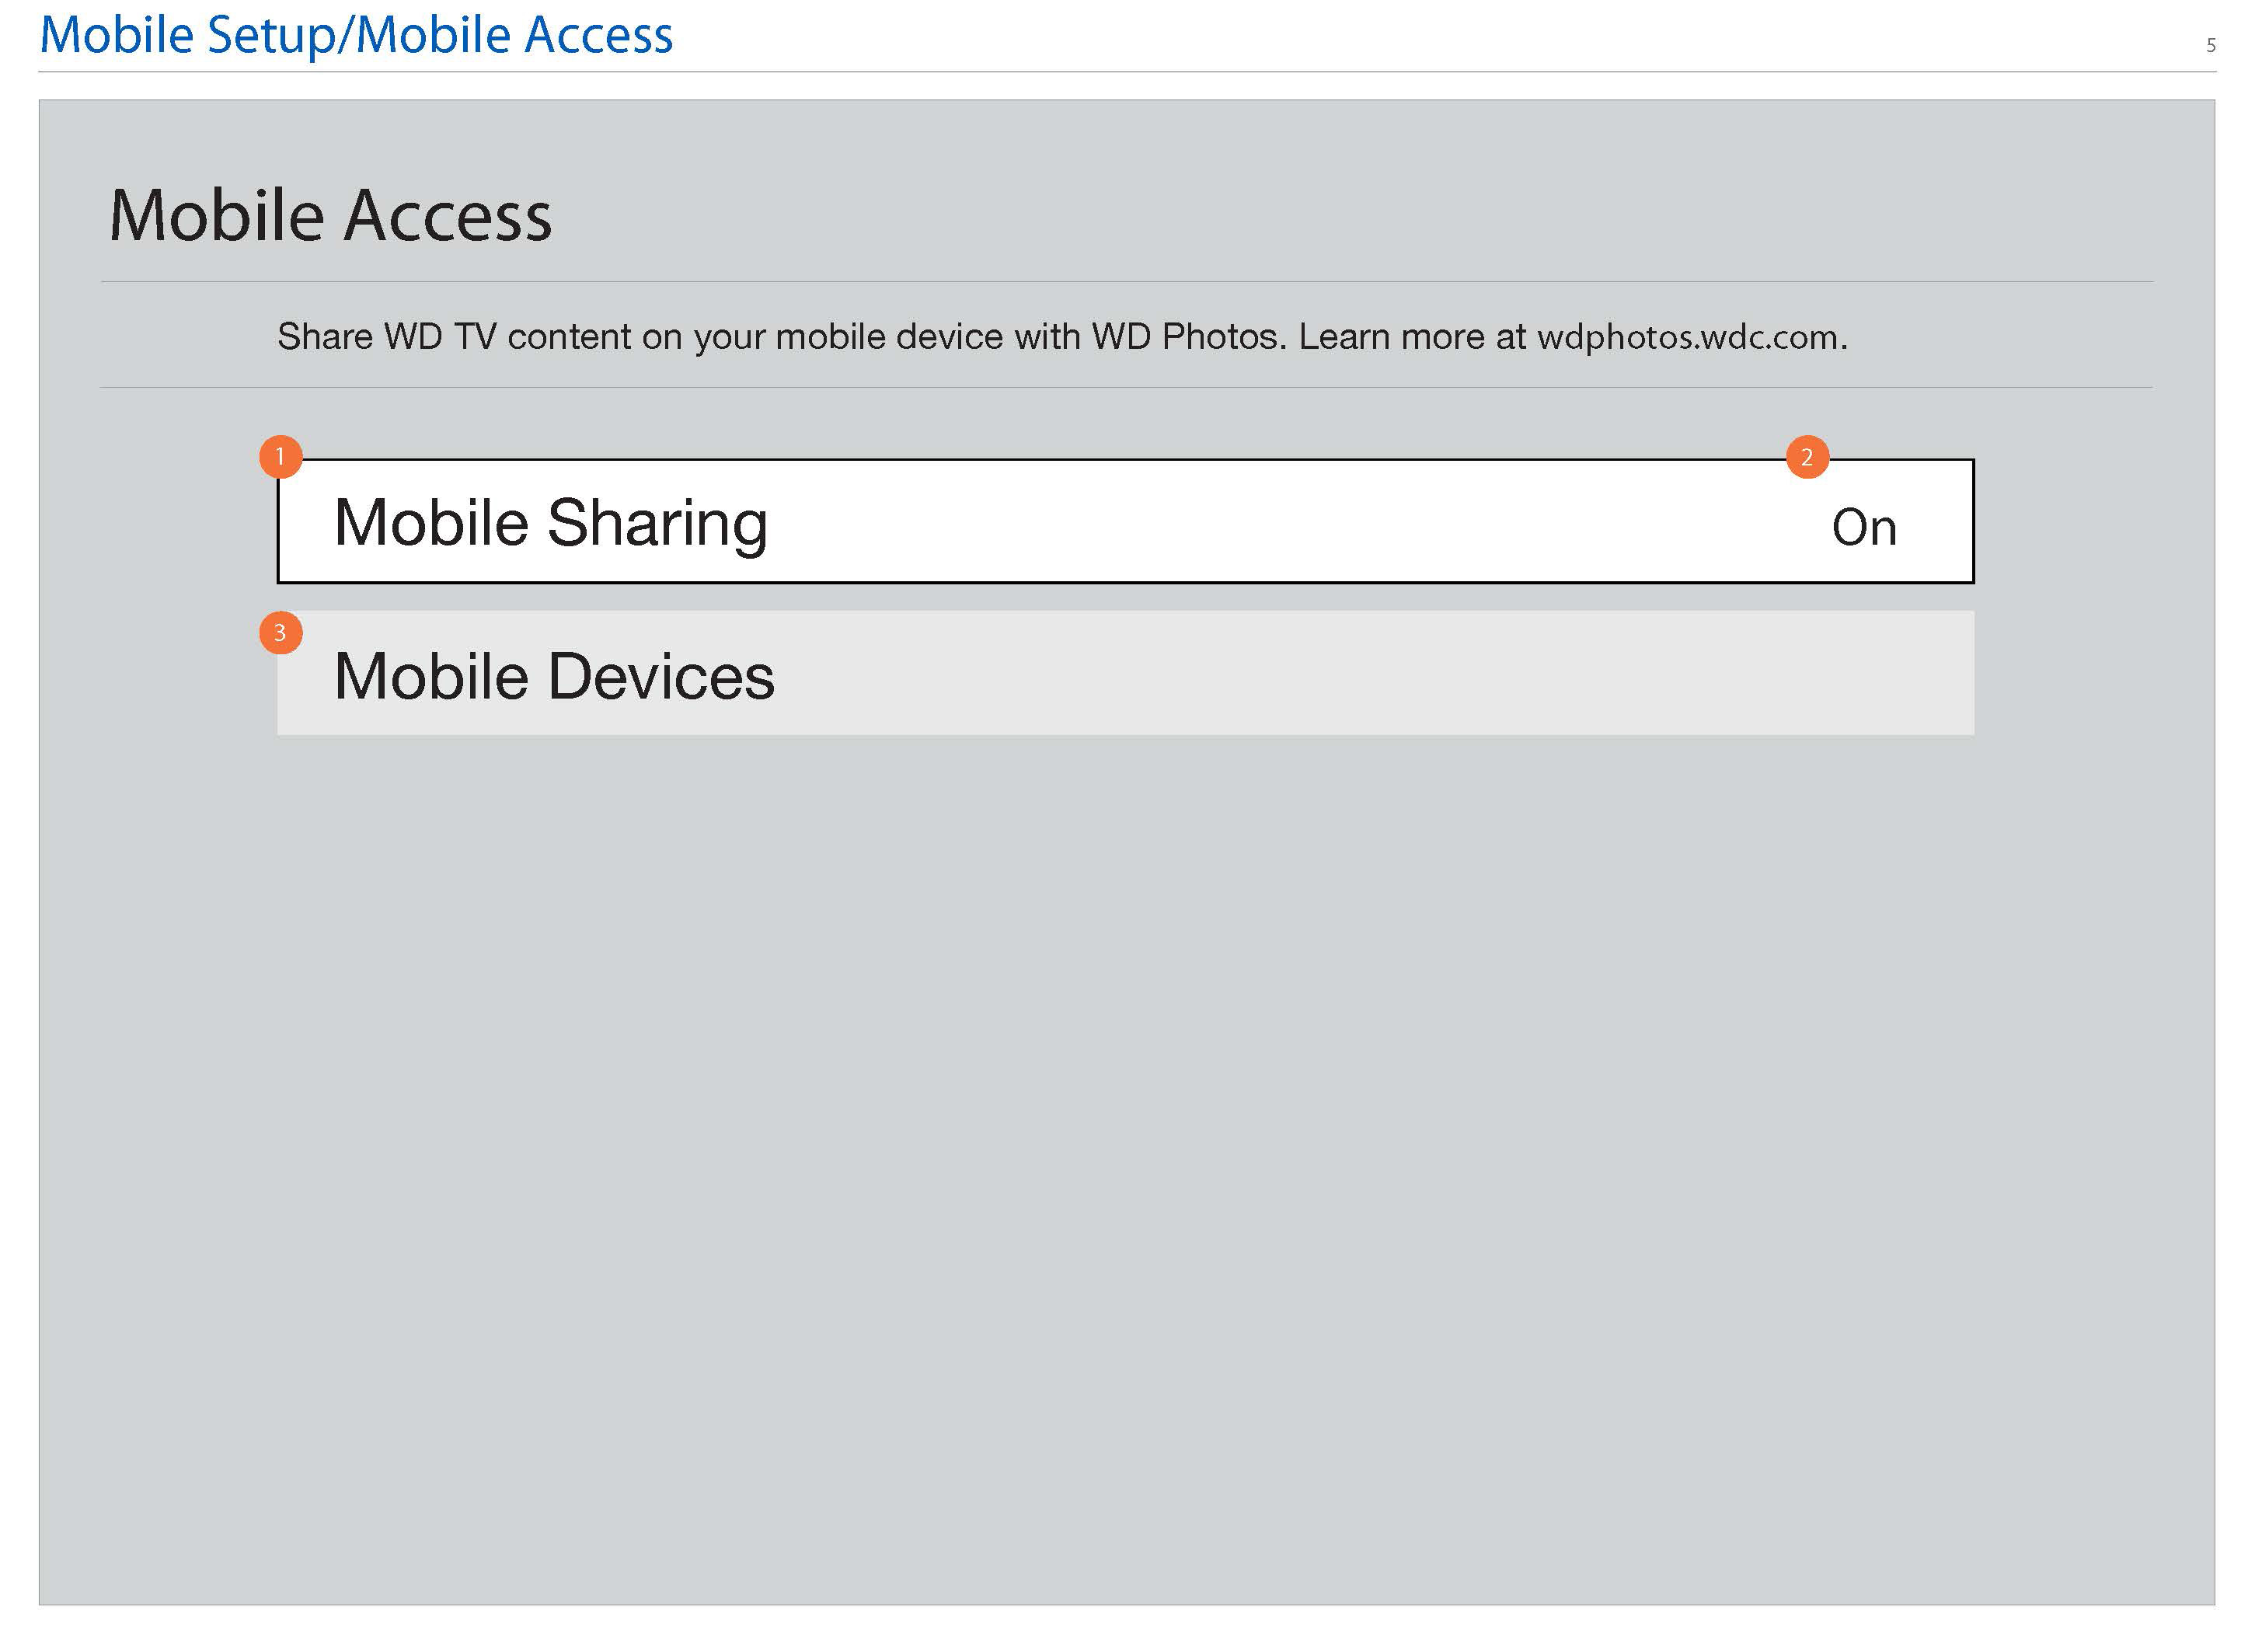 Mobile Setup/Mobile Access
5
Mobile Access
Share WD TV content on your mobile device with WD Photos. Learn more at wdphotos.wdc.com.
1
2
Mobile Sharing On
3
Mobile Devices